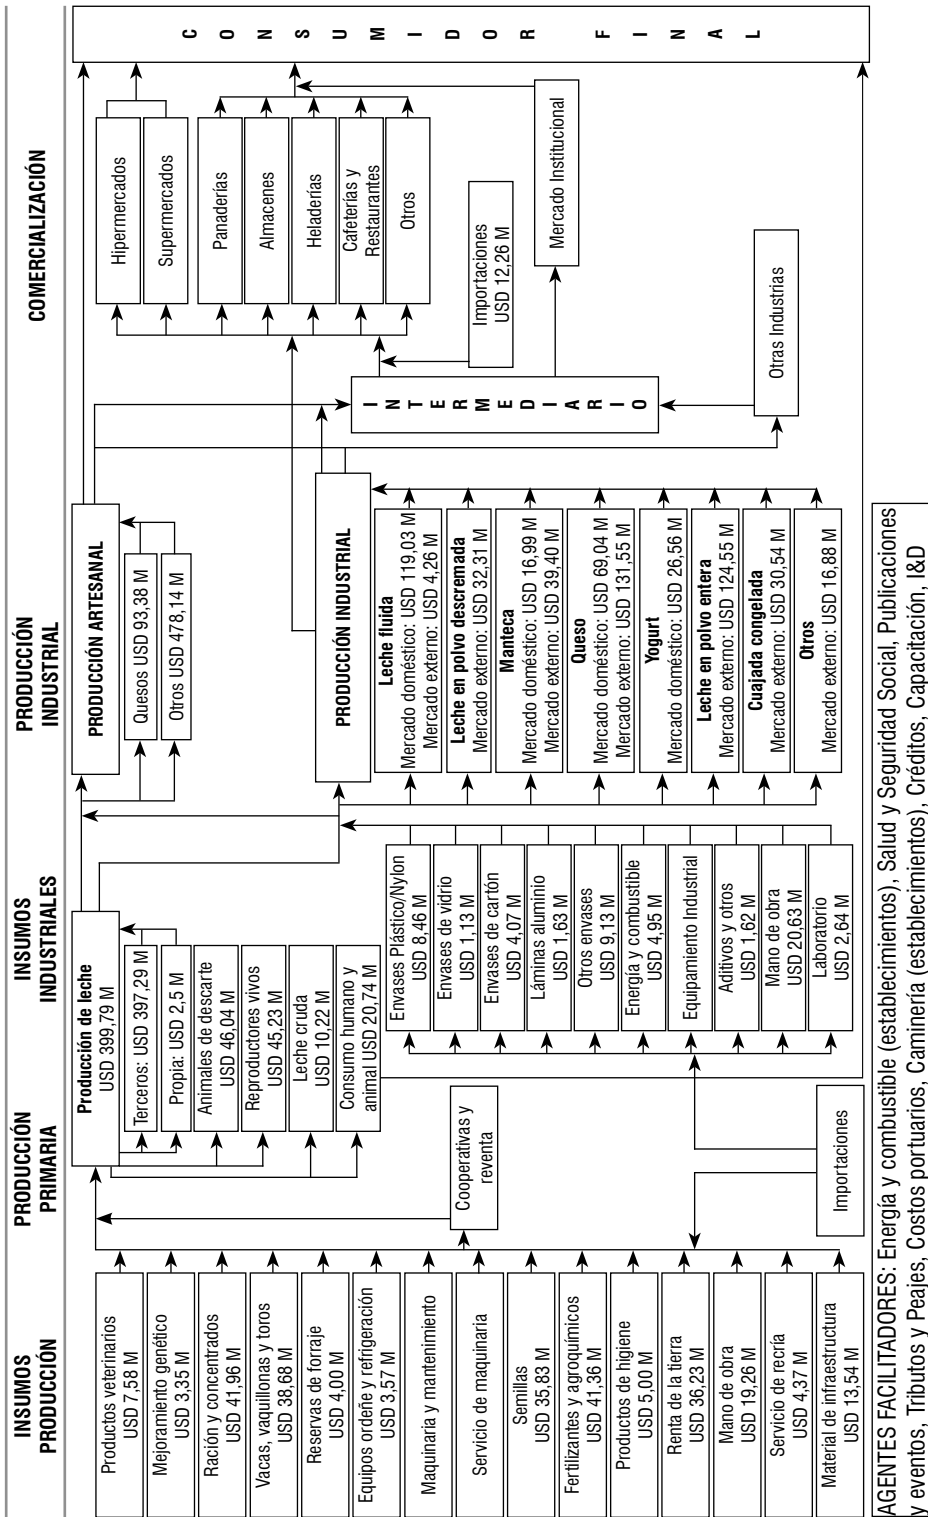 INSUMOS
PRODUCCIÓN
PRODUCCIÓN
PRIMARIA
INSUMOS
INDUSTRIALES
PRODUCCIÓN
INDUSTRIAL
COMERCIALIZACIÓN
Productos veterinarios
USD 7,58 M
Mejoramiento genético
USD 3,35 M
Ración y concentrados
USD 41,96 M
Vacas, vaquillonas y toros
USD 38,68 M
Reservas de forraje
USD 4,00 M
Equipos ordeñe y refrigeración
USD 3,57 M
Maquinaria y mantenimiento
Servicio de maquinaria
Semillas
USD 35,83 M
Fertilizantes y agroquímicos
USD 41,36 M
Productos de higiene
USD 5,00 M
Renta de la tierra
USD 36,23 M
Mano de obra
USD 19,26 M
Servicio de recría
USD 4,37 M
Material de infraestructura
USD 13,54 M
Cooperativas y
reventa
Importaciones
Producción de leche
USD 399,79 M
Terceros: USD 397,29 M
Propia: USD 2,5 M
Animales de descarte
USD 46,04 M
Reproductores vivos
USD 45,23 M
Leche cruda
USD 10,22 M
Consumo humano y
animal USD 20,74 M
Envases Plástico/Nylon
USD 8,46 M
Envases de vidrio
USD 1,13 M
Envases de cartón
USD 4,07 M
Láminas aluminio
USD 1,63 M
Otros envases
USD 9,13 M
Energía y combustible
USD 4,95 M
Equipamiento Industrial
Aditivos y otros
USD 1,62 M
Mano de obra
USD 20,63 M
Laboratorio
USD 2,64 M
PRODUCCIÓN ARTESANAL
Quesos USD 93,38 M
Otros USD 478,14 M
PRODUCCIÓN INDUSTRIAL
Leche fluida
Mercado doméstico: USD 119,03 M
Mercado externo: USD 4,26 M
Leche en polvo descremada
Mercado externo: USD 32,31 M
Manteca
Mercado doméstico: USD 16,99 M
Mercado externo: USD 39,40 M
Queso
Mercado doméstico: USD 69,04 M
Mercado externo: USD 131,55 M
Yogurt
Mercado doméstico: USD 26,56 M
Leche en polvo entera
Mercado externo: USD 124,55 M
Cuajada congelada
Mercado externo: USD 30,54 M
Otros
Mercado externo: USD 16,88 M
INTERMEDIARIO
Otras Industrias
Importaciones
USD 12,26 M
Mercado Institucional
Hipermercados
Supermercados
Panaderías
Almacenes
Heladerías
Cafeterías y
Restaurantes
Otros
CONSUMIDOR FINAL
AGENTES FACILITADORES: Energía y combustible (establecimientos), Salud y Seguridad Social, Publicaciones
y eventos, Tributos y Peajes, Costos portuarios, Caminería (establecimientos), Créditos, Capacitación, I&D